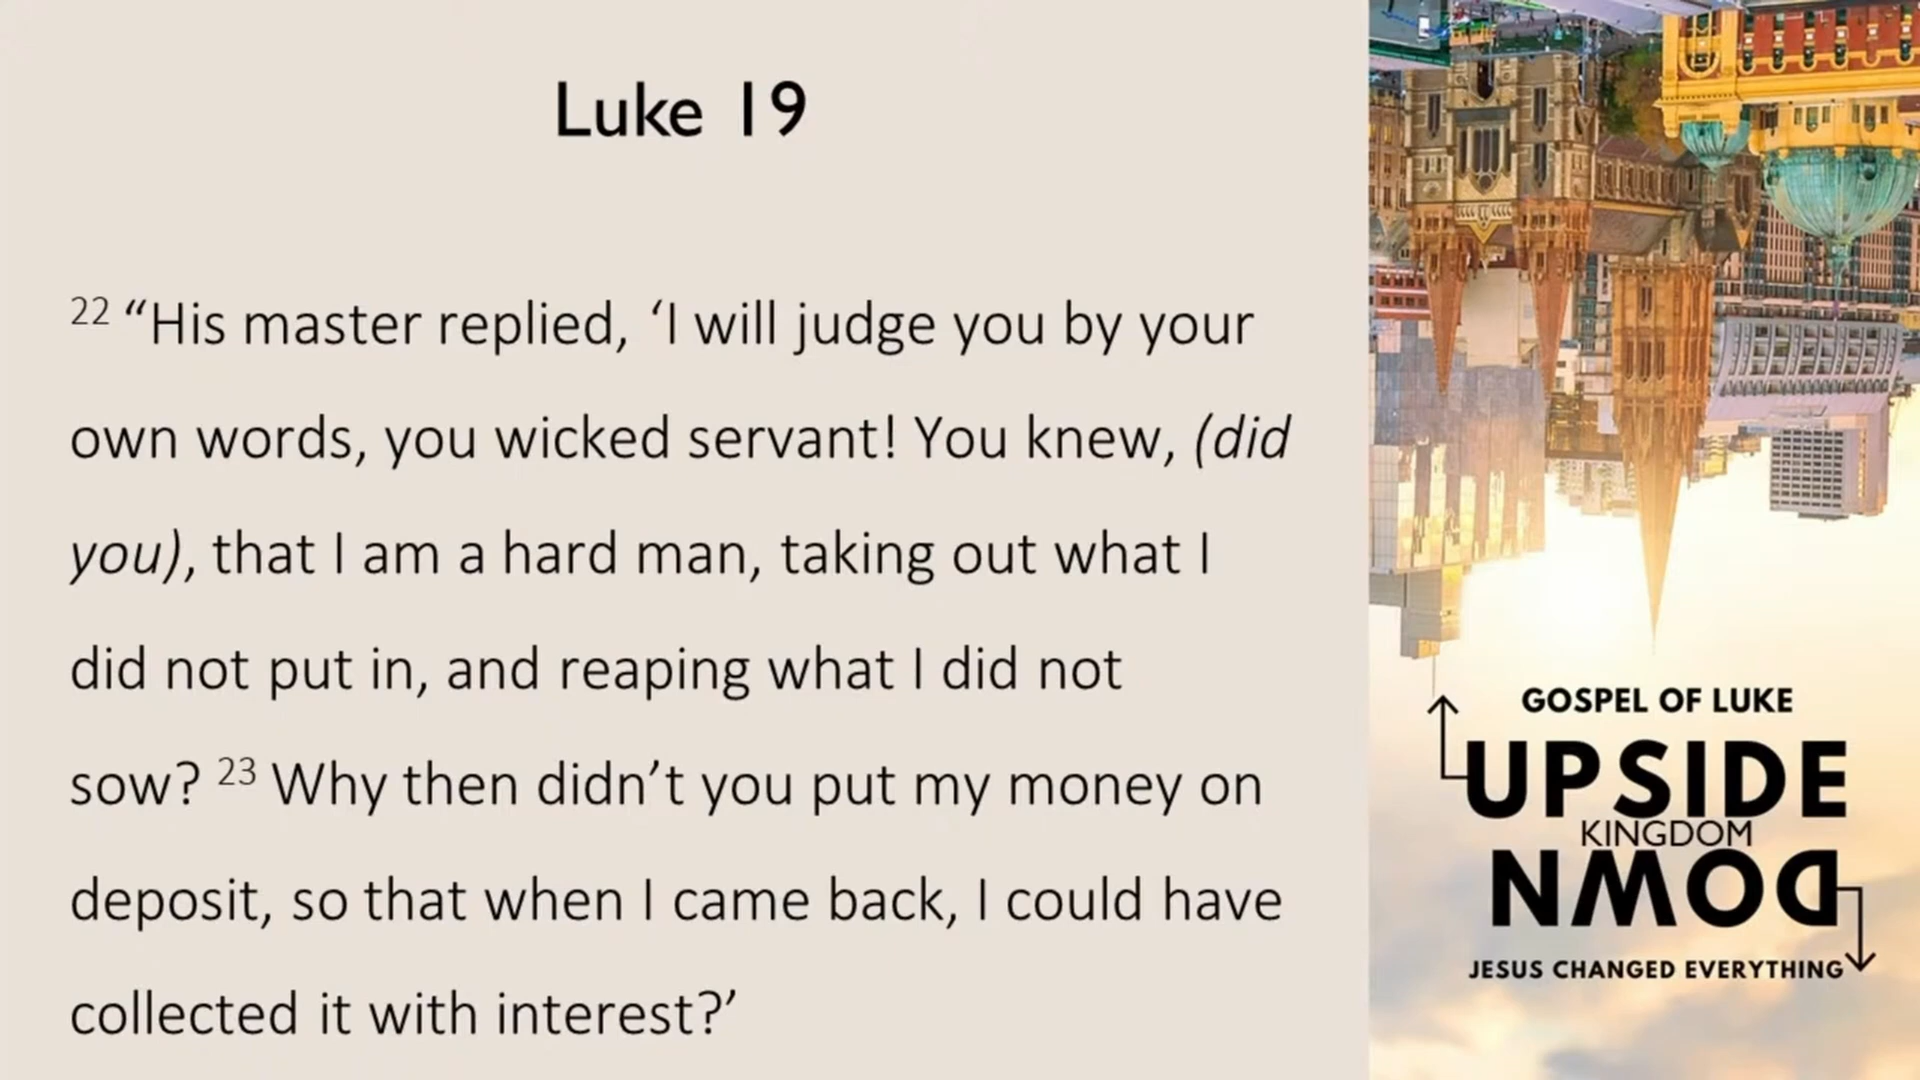 Luke 19
22 “His master replied, ‘I will judge you by your
own words, you wicked servant! You knew, (did
you), that I am a hard man, taking out what I
did not put in, and reaping what I did not
sow? 23 Why then didn’t you put my money on
deposit, so that when I came back, I could have
collected it with interest?’
GOSPEL OF LUKE
UPSIDE
KINGDOM
DOWN
JESUS CHANGED EVERYTHING